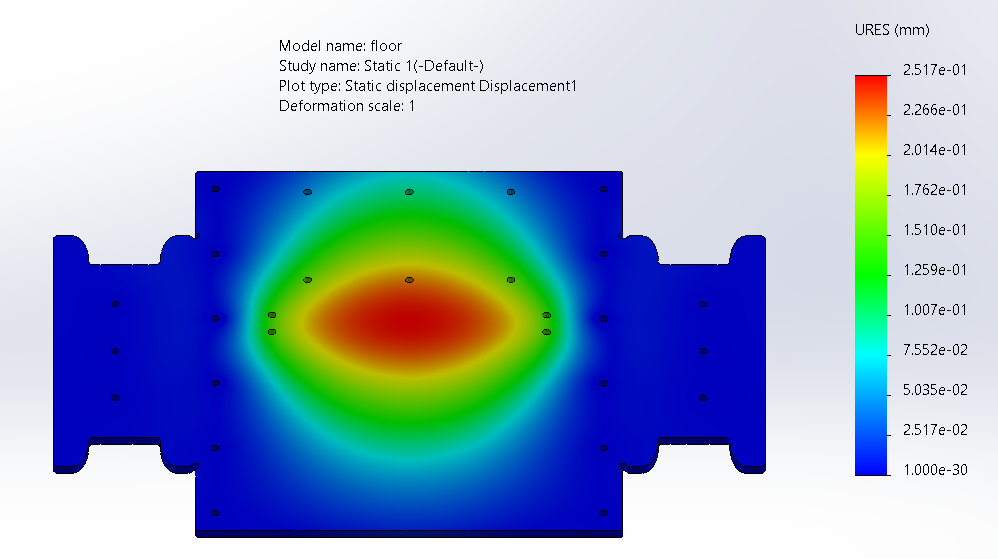 Model name: floor
Study name: Static 1(-Default-)
Plot type: Static displacement Displacement1
Deformation scale: 1
URES (mm)
2.517e-01
2.266e-01
2.014e-01
1.762e-01
1.510e-01
1.259e-01
1.007e-01
7.552e-02
5.035e-02
2.517e-02
1.000e-30